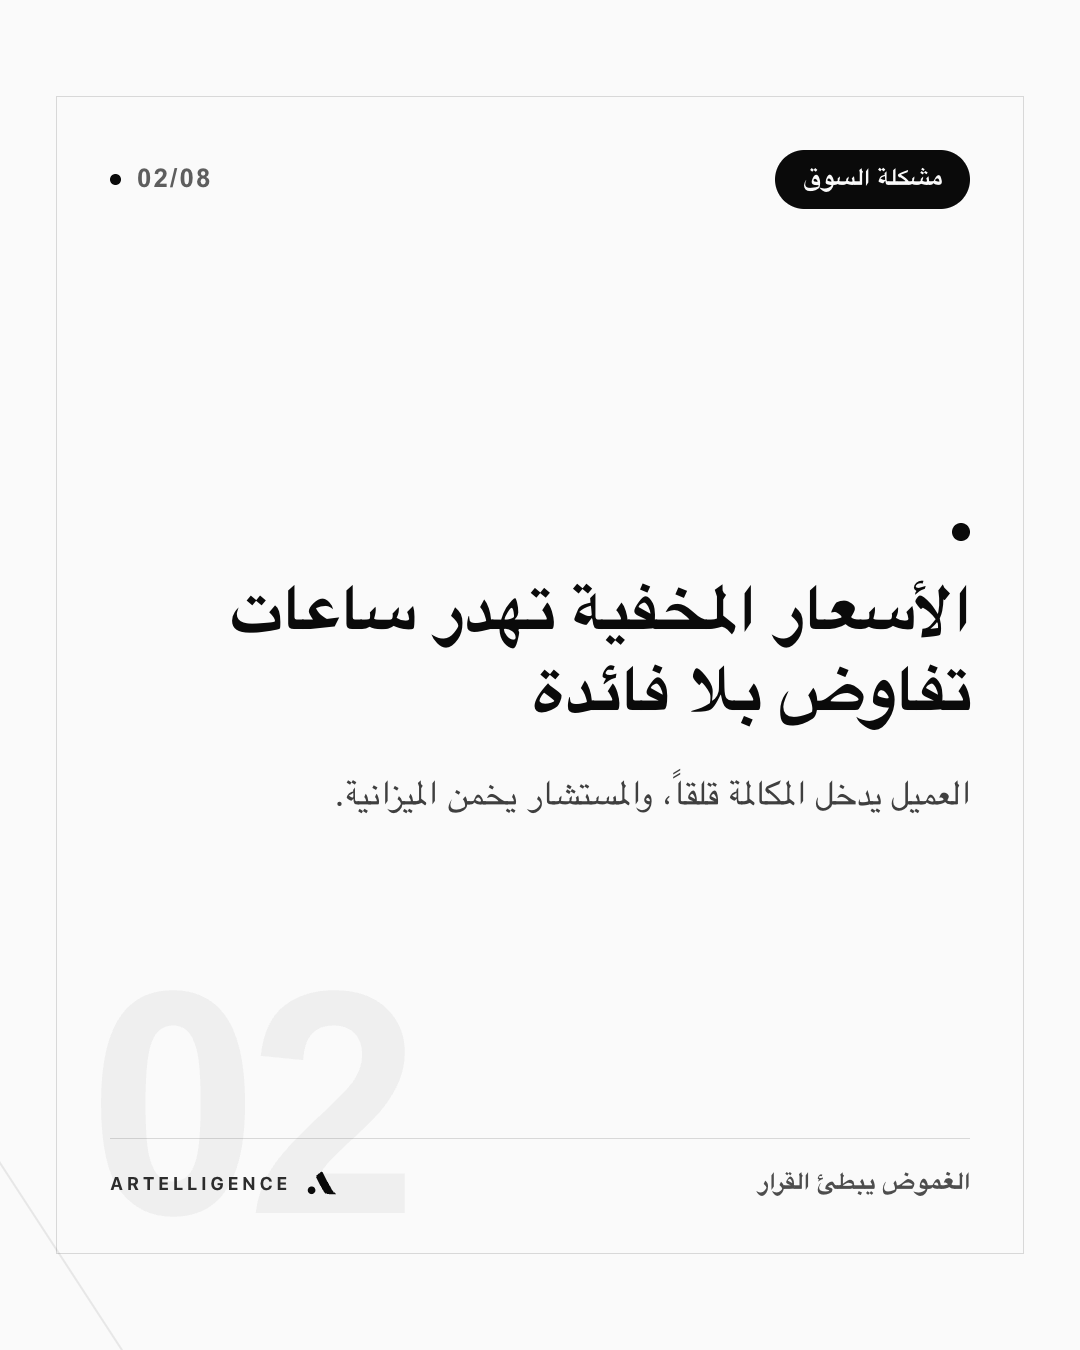 مشكلة السوق
02/08
الأسعار المخفية تهدر ساعات
تفاوض بلا فائدة
العميل يدخل المكالمة قلقاً، والمستشار يخمن الميزانية.
02
الغموض يبطئ القرار
ARTELLIGENCE